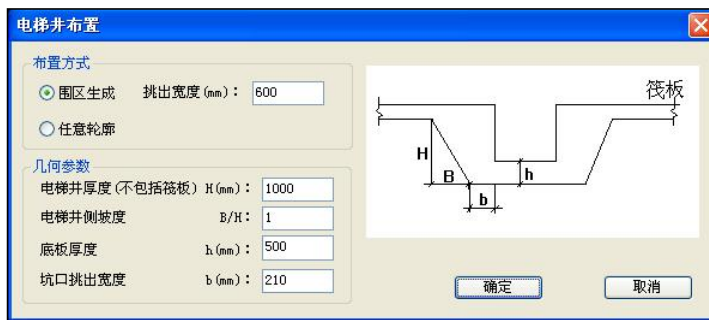 电梯井布置
布置方式
围区生成 挑出宽度(mm): 600
任意轮廓
几何参数
电梯井厚度(不包括筏板) H(mm): 1000
电梯井侧坡度 B/H: 1
底板厚度 h(mm): 500
坑口挑出宽度 b(mm): 210
筏板
H
B
h
b
确定
取消